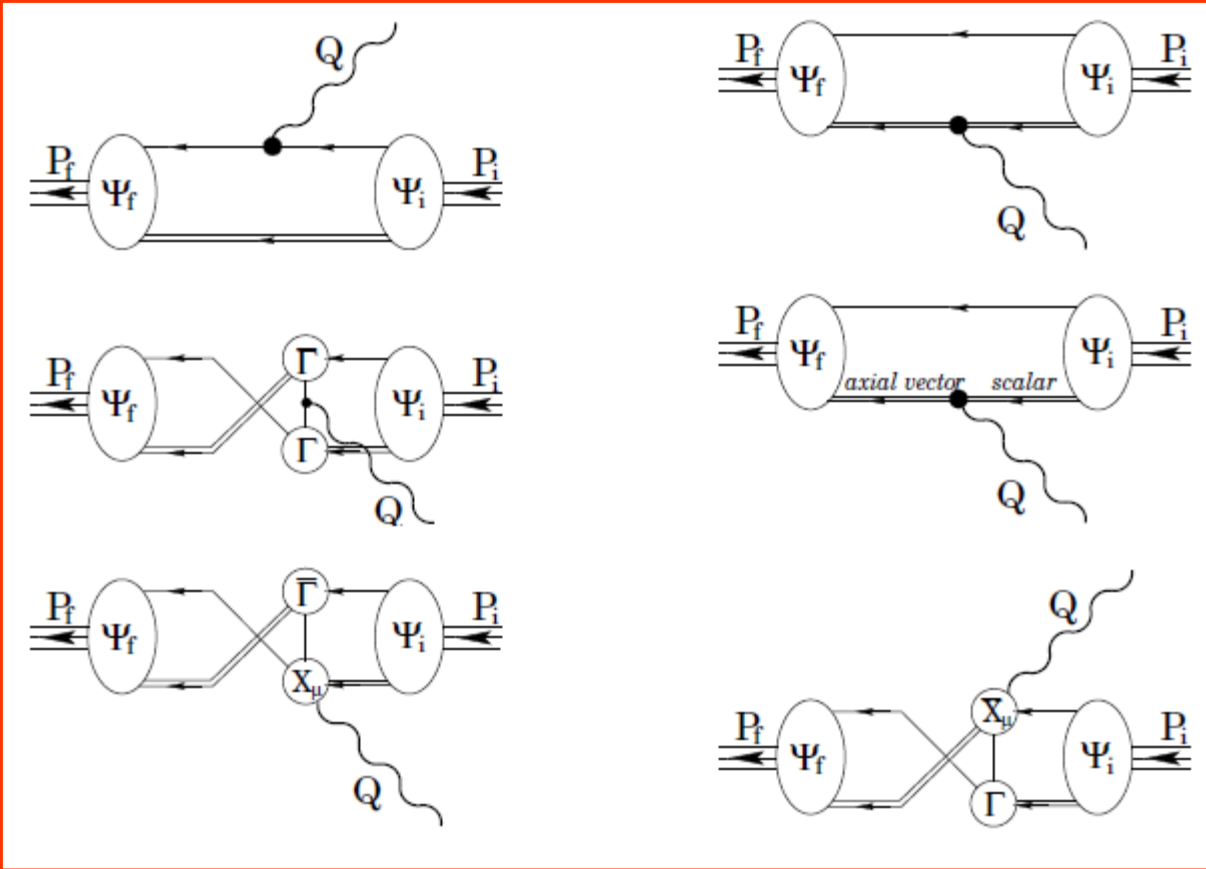 Q
P_f Ψ_f Ψ_i P_i
P_f Ψ_f Ψ_i P_i
Q
P_f Ψ_f Γ̄ Γ Ψ_i P_i
Q
P_f Ψ_f axial vector scalar Ψ_i P_i
Q
P_f Ψ_f Γ̄ X_μ Ψ_i P_i
Q
Q
P_f Ψ_f X̄_μ Γ Ψ_i P_i